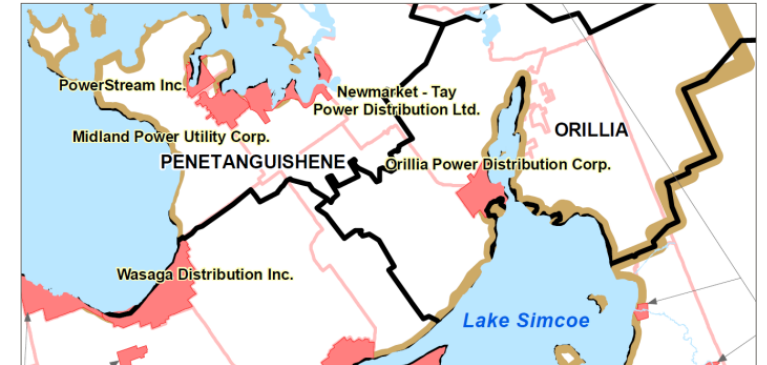 PowerStream Inc.
Newmarket - Tay
Power Distribution Ltd.
Midland Power Utility Corp.
ORILLIA
PENETANGUISHENE
Orillia Power Distribution Corp.
Wasaga Distribution Inc.
Lake Simcoe